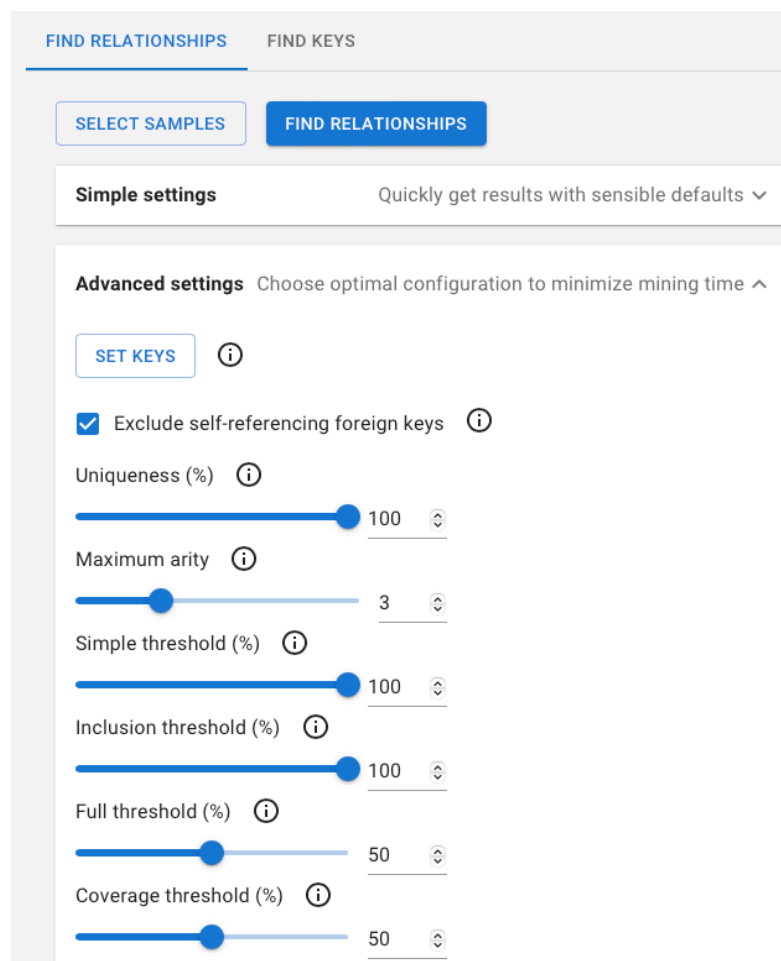 FIND RELATIONSHIPS FIND KEYS
SELECT SAMPLES FIND RELATIONSHIPS
Simple settings Quickly get results with sensible defaults
Advanced settings Choose optimal configuration to minimize mining time
SET KEYS
Exclude self-referencing foreign keys
Uniqueness (%)
100
Maximum arity
3
Simple threshold (%)
100
Inclusion threshold (%)
100
Full threshold (%)
50
Coverage threshold (%)
50